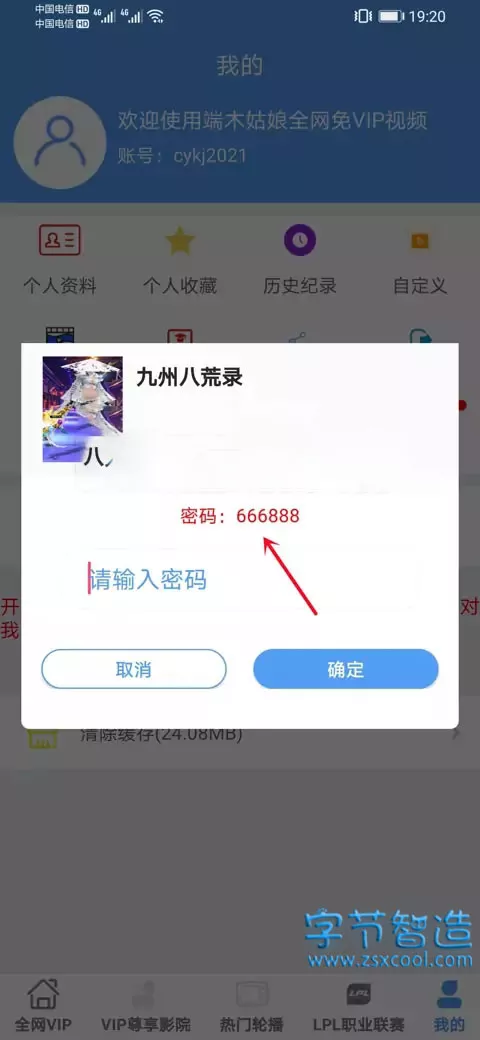 中国电信 HD 4G 4G 19:20
中国电信 HD
我的
欢迎使用端木姑娘全网免VIP视频
账号：cykj2021
个人资料 个人收藏 历史纪录 自定义
九州八荒录
八
密码：666888
请输入密码
开 对
我
取消 确定
清除缓存(24.08MB)
字节智造
www.zsxcool.com
LPL
全网VIP VIP尊享影院 热门轮播 LPL职业联赛 我的